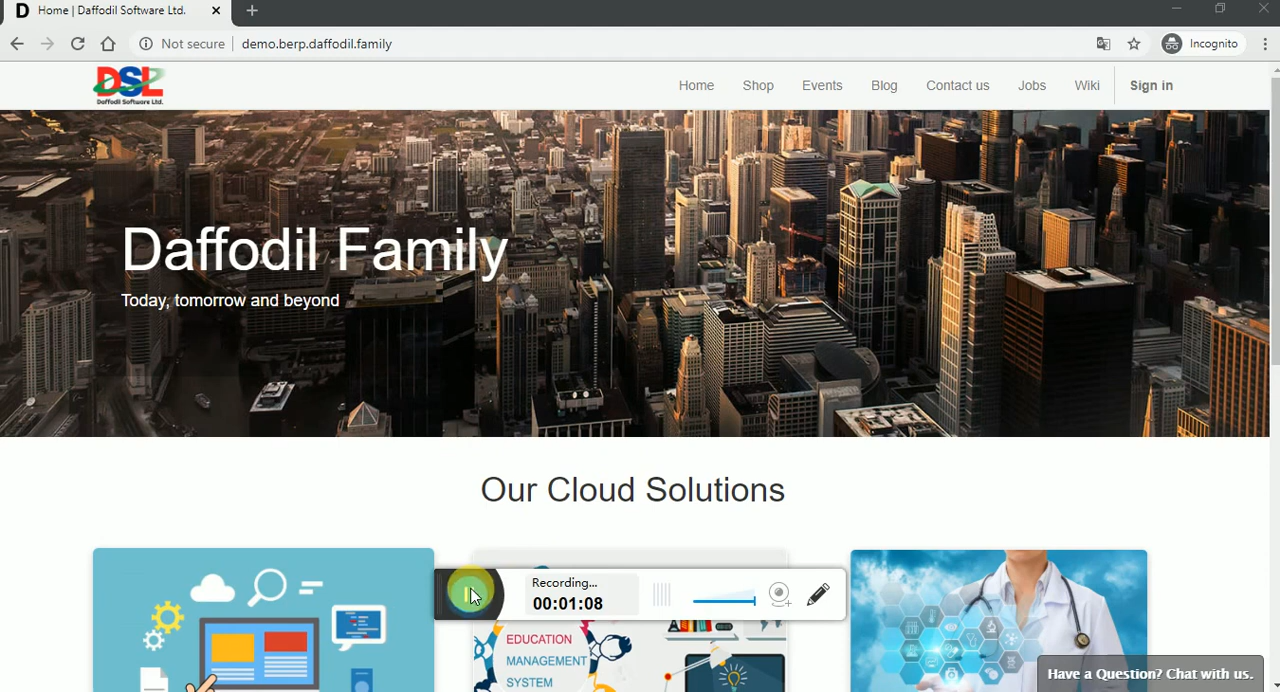 Home | Daffodil Software Ltd.
Not secure
demo.berp.daffodil.family
Incognito
DSL
Daffodil Software Ltd.
Home
Shop
Events
Blog
Contact us
Jobs
Wiki
Sign in
Daffodil Family
Today, tomorrow and beyond
Our Cloud Solutions
Recording...
00:01:08
EDUCATION
MANAGEMENT
SYSTEM
Have a Question? Chat with us.